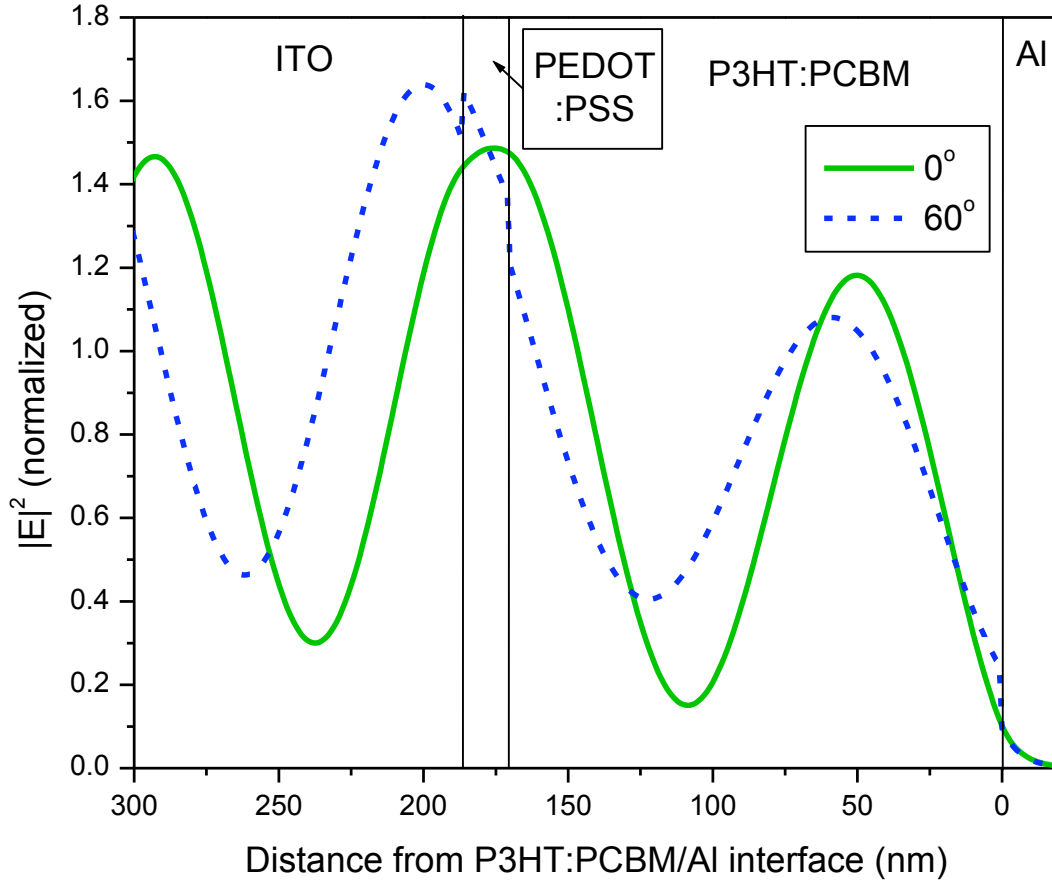 1.8
1.6
1.4
1.2
1.0
0.8
0.6
0.4
0.2
0.0
|E|² (normalized)
ITO
PEDOT
:PSS
P3HT:PCBM
Al
0°
60°
300
250
200
150
100
50
0
Distance from P3HT:PCBM/Al interface (nm)